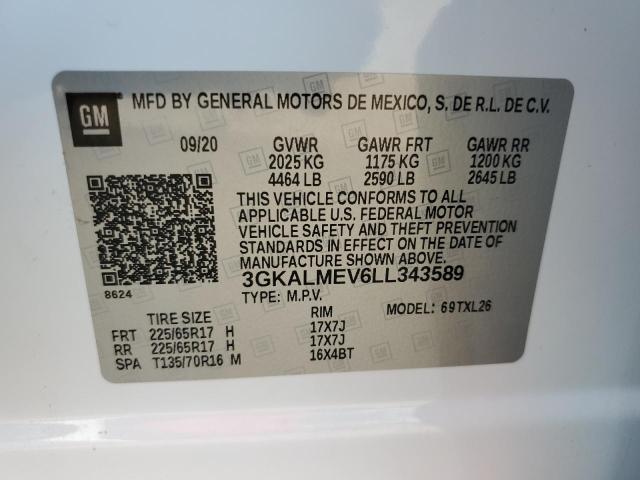 GM MFD BY GENERAL MOTORS DE MEXICO, S. DE R.L. DE C.V.
09/20 GVWR GAWR FRT GAWR RR
2025 KG 1175 KG 1200 KG
4464 LB 2590 LB 2645 LB
THIS VEHICLE CONFORMS TO ALL
APPLICABLE U.S. FEDERAL MOTOR
VEHICLE SAFETY AND THEFT PREVENTION
STANDARDS IN EFFECT ON THE DATE OF
MANUFACTURE SHOWN ABOVE.
8624 3GKALMEV6LL343589
TYPE: M.P.V. MODEL: 69TXL26
TIRE SIZE RIM
FRT 225/65R17 H 17X7J
RR 225/65R17 H 17X7J
SPA T135/70R16 M 16X4BT